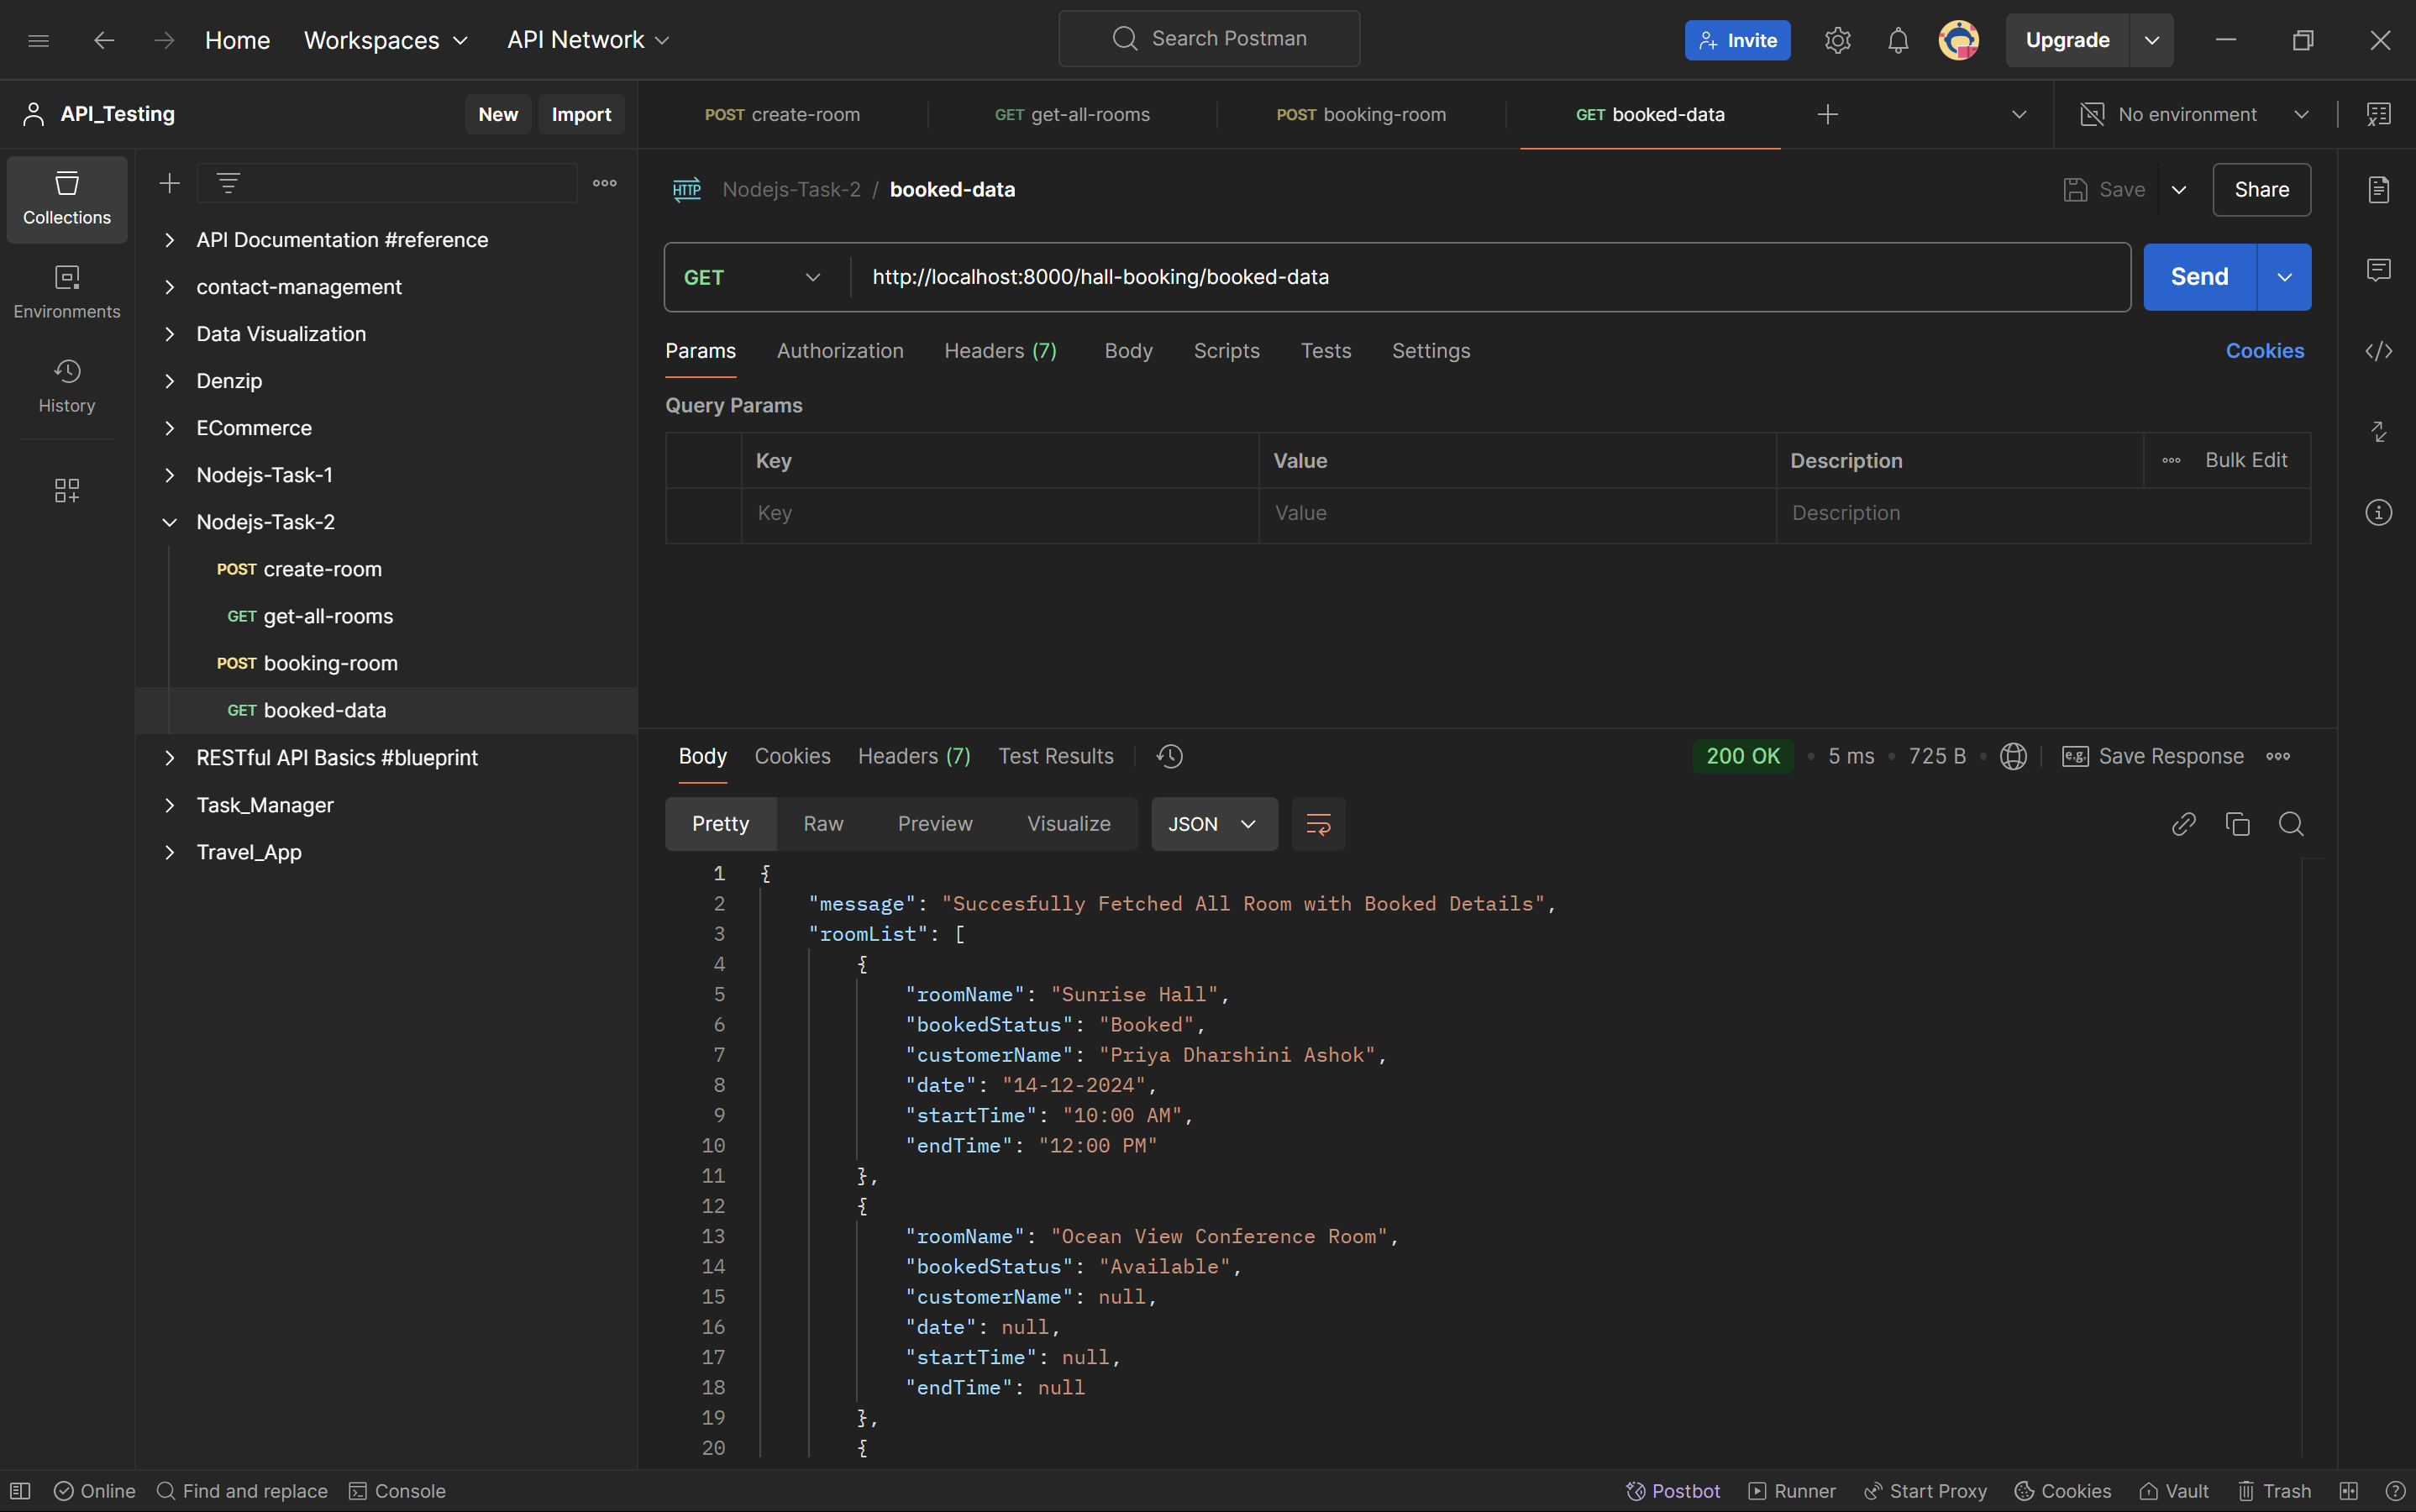 Home Workspaces API Network Search Postman Invite Upgrade
API_Testing New Import POST create-room GET get-all-rooms POST booking-room GET booked-data No environment
Collections
Environments
History
API Documentation #reference
contact-management
Data Visualization
Denzip
ECommerce
Nodejs-Task-1
Nodejs-Task-2
POST create-room
GET get-all-rooms
POST booking-room
GET booked-data
RESTful API Basics #blueprint
Task_Manager
Travel_App
HTTP Nodejs-Task-2 / booked-data Save Share
GET http://localhost:8000/hall-booking/booked-data Send
Params Authorization Headers (7) Body Scripts Tests Settings Cookies
Query Params
Key Value Description Bulk Edit
Key Value Description
Body Cookies Headers (7) Test Results 200 OK 5 ms 725 B e.g. Save Response
Pretty Raw Preview Visualize JSON
1 {
2 "message": "Succesfully Fetched All Room with Booked Details",
3 "roomList": [
4 {
5 "roomName": "Sunrise Hall",
6 "bookedStatus": "Booked",
7 "customerName": "Priya Dharshini Ashok",
8 "date": "14-12-2024",
9 "startTime": "10:00 AM",
10 "endTime": "12:00 PM"
11 },
12 {
13 "roomName": "Ocean View Conference Room",
14 "bookedStatus": "Available",
15 "customerName": null,
16 "date": null,
17 "startTime": null,
18 "endTime": null
19 },
20 {
Online Find and replace Console Postbot Runner Start Proxy Cookies Vault Trash